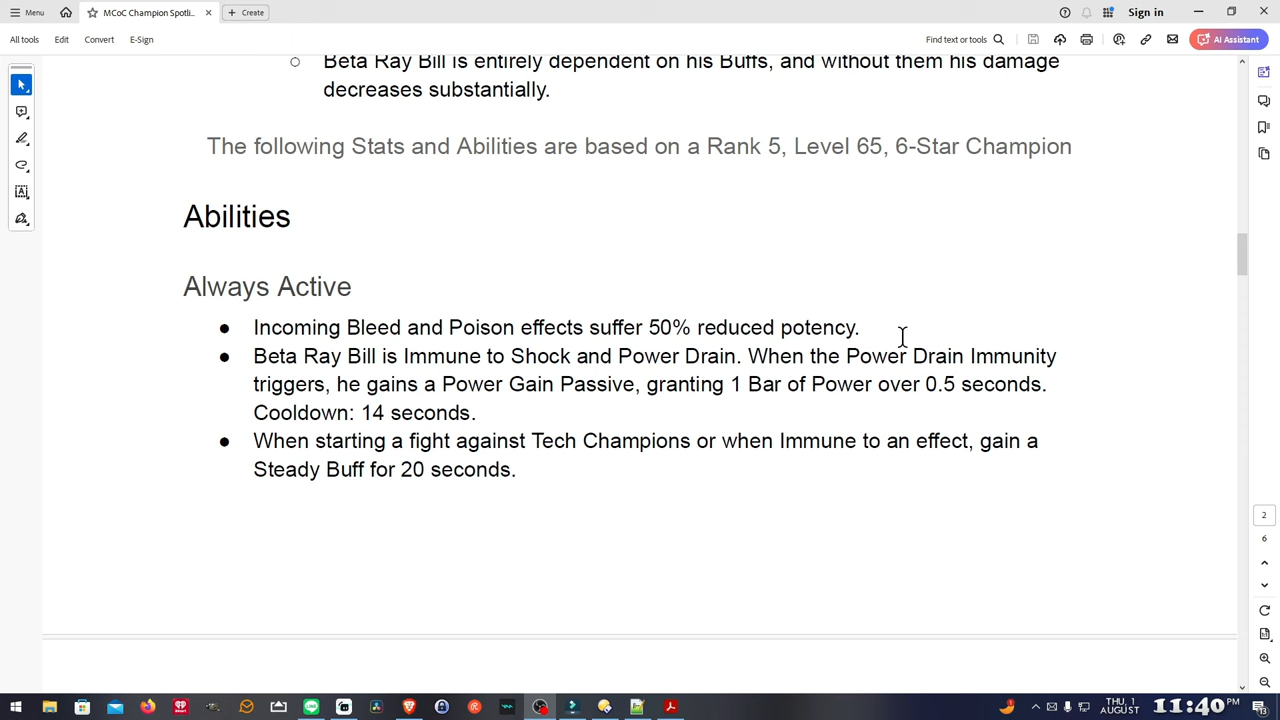 Menu
MCoC Champion Spotli...
Create
Sign in
All tools
Edit
Convert
E-Sign
Find text or tools
AI Assistant
○ Beta Ray Bill is entirely dependent on his Buffs, and without them his damage
decreases substantially.
The following Stats and Abilities are based on a Rank 5, Level 65, 6-Star Champion
Abilities
Always Active
● Incoming Bleed and Poison effects suffer 50% reduced potency.
● Beta Ray Bill is Immune to Shock and Power Drain. When the Power Drain Immunity
triggers, he gains a Power Gain Passive, granting 1 Bar of Power over 0.5 seconds.
Cooldown: 14 seconds.
● When starting a fight against Tech Champions or when Immune to an effect, gain a
Steady Buff for 20 seconds.
2
6
THU, 1
AUGUST
11:40 PM